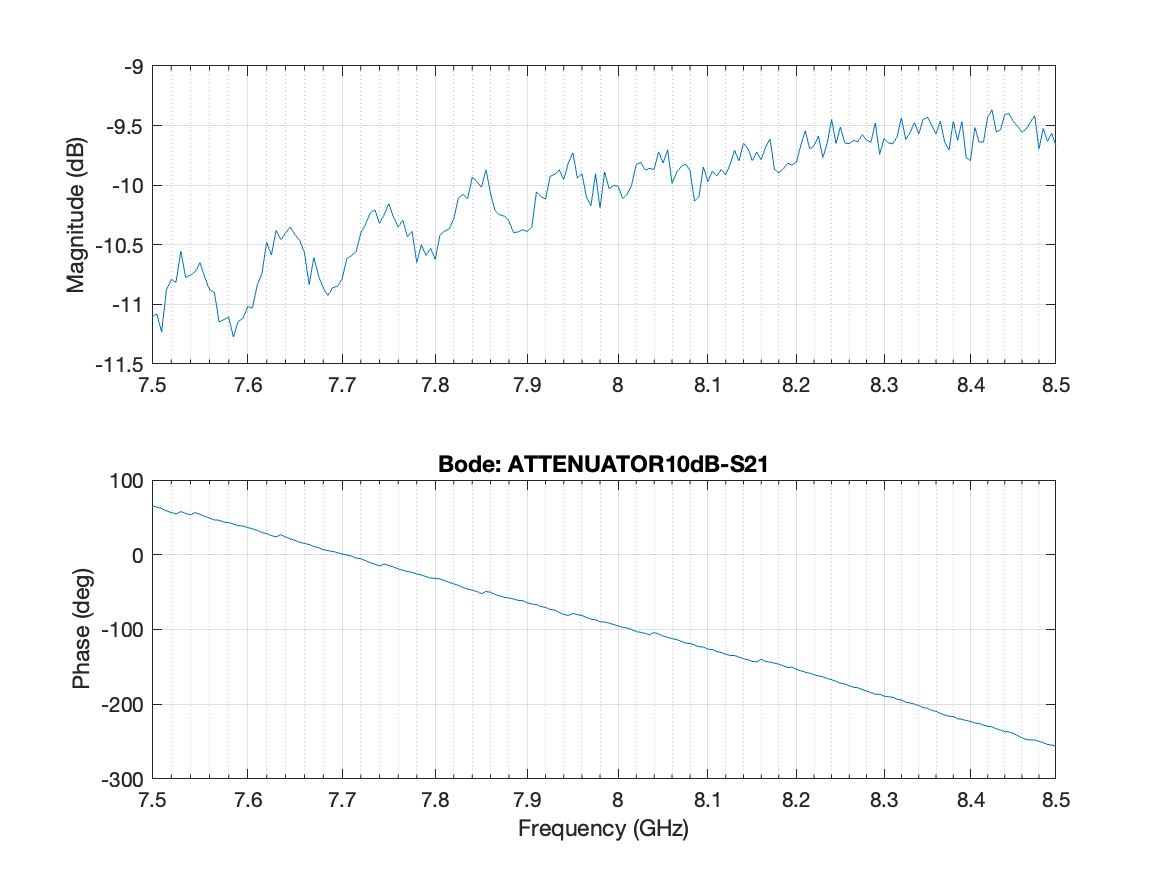 -9
-9.5
-10
-10.5
-11
-11.5
Magnitude (dB)
7.5 7.6 7.7 7.8 7.9 8 8.1 8.2 8.3 8.4 8.5
Bode: ATTENUATOR10dB-S21
100
0
-100
-200
-300
Phase (deg)
7.5 7.6 7.7 7.8 7.9 8 8.1 8.2 8.3 8.4 8.5
Frequency (GHz)